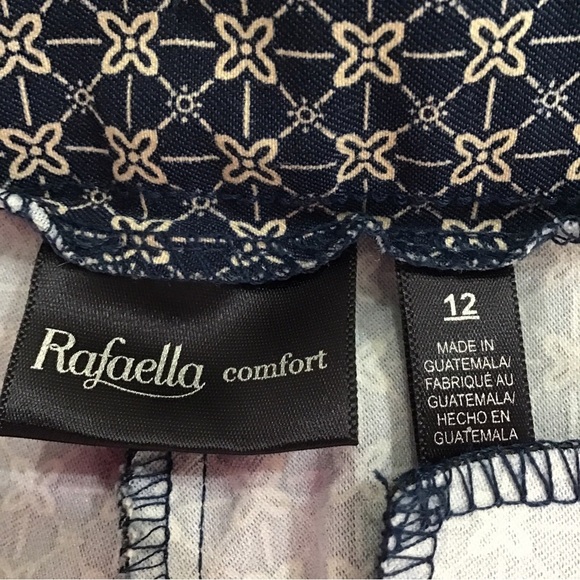 Rafaella comfort
12
MADE IN
GUATEMALA/
FABRIQUÉ AU
GUATEMALA/
HECHO EN
GUATEMALA